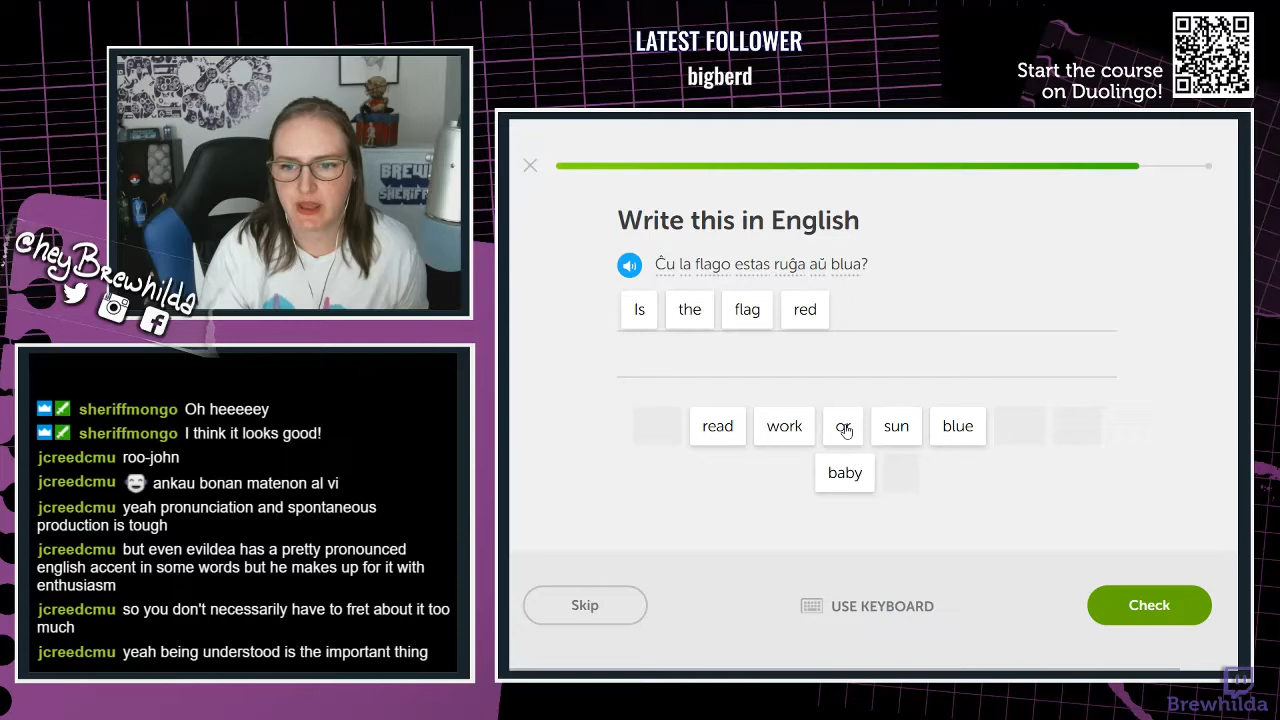 LATEST FOLLOWER
bigberd
Start the course
on Duolingo!
BREW
SHERIFF
@heyBrewhilda
Write this in English
Ĉu la flago estas ruĝa aŭ blua?
Is the flag red
read work or sun blue
baby
Skip USE KEYBOARD Check
sheriffmongo Oh heeeeey
sheriffmongo I think it looks good!
jcreedcmu roo-john
jcreedcmu ankau bonan matenon al vi
jcreedcmu yeah pronunciation and spontaneous
production is tough
jcreedcmu but even evildea has a pretty pronounced
english accent in some words but he makes up for it with
enthusiasm
jcreedcmu so you don't necessarily have to fret about it too
much
jcreedcmu yeah being understood is the important thing
Brewhilda